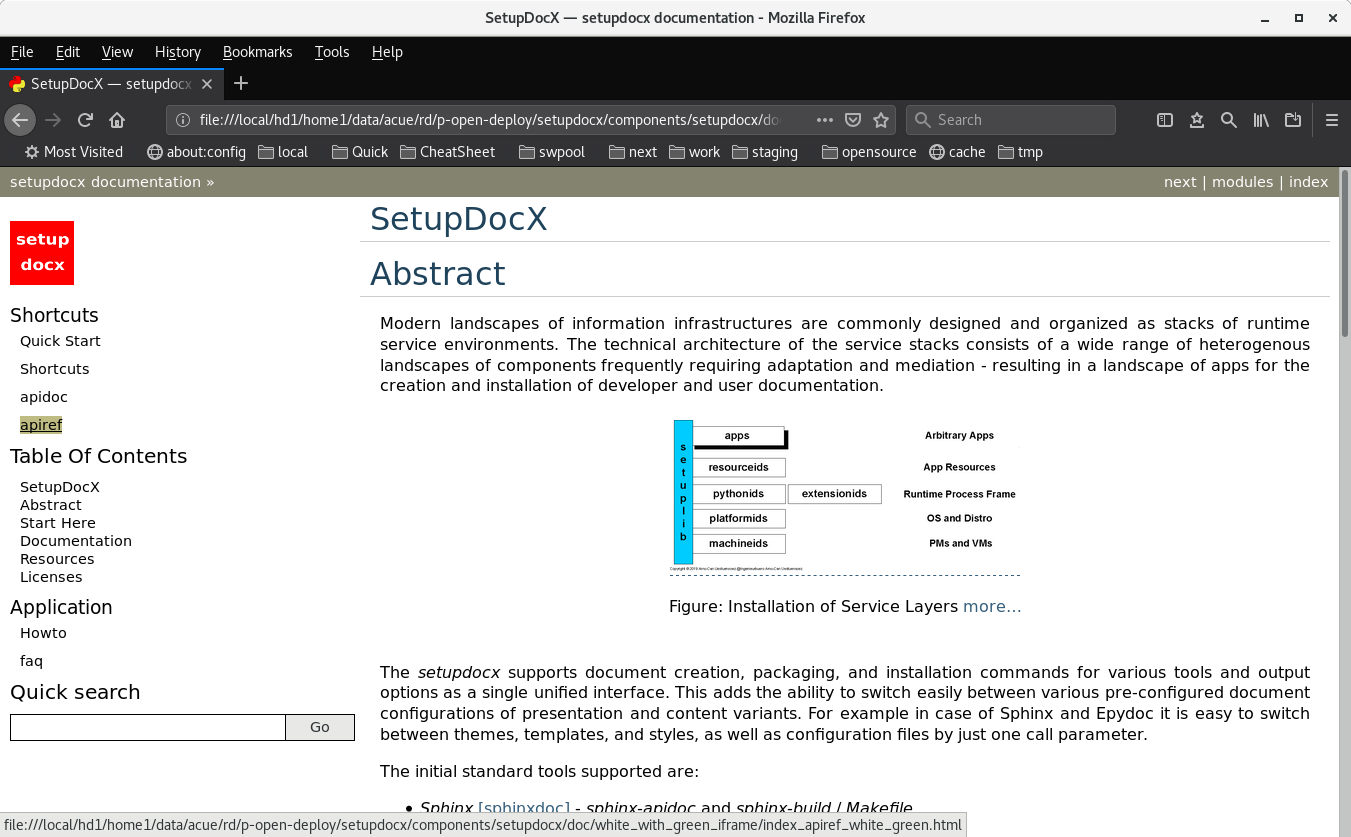 SetupDocX — setupdocx documentation - Mozilla Firefox
File Edit View History Bookmarks Tools Help
SetupDocX — setupdocx
file:///local/hd1/home1/data/acue/rd/p-open-deploy/setupdocx/components/setupdocx/do
Search
Most Visited about:config local Quick CheatSheet swpool next work staging opensource cache tmp
setupdocx documentation »
next | modules | index
setup
docx
Shortcuts
Quick Start
Shortcuts
apidoc
apiref
Table Of Contents
SetupDocX
Abstract
Start Here
Documentation
Resources
Licenses
Application
Howto
faq
Quick search
Go
SetupDocX
Abstract
Modern landscapes of information infrastructures are commonly designed and organized as stacks of runtime
service environments. The technical architecture of the service stacks consists of a wide range of heterogenous
landscapes of components frequently requiring adaptation and mediation - resulting in a landscape of apps for the
creation and installation of developer and user documentation.
setuplib
apps Arbitrary Apps
resourceids App Resources
pythonids extensionids Runtime Process Frame
platformids OS and Distro
machineids PMs and VMs
Figure: Installation of Service Layers more...
The setupdocx supports document creation, packaging, and installation commands for various tools and output
options as a single unified interface. This adds the ability to switch easily between various pre-configured document
configurations of presentation and content variants. For example in case of Sphinx and Epydoc it is easy to switch
between themes, templates, and styles, as well as configuration files by just one call parameter.
The initial standard tools supported are:
• Sphinx [sphinxdoc] - sphinx-apidoc and sphinx-build / Makefile
file:///local/hd1/home1/data/acue/rd/p-open-deploy/setupdocx/components/setupdocx/doc/white_with_green_iframe/index_apiref_white_green.html